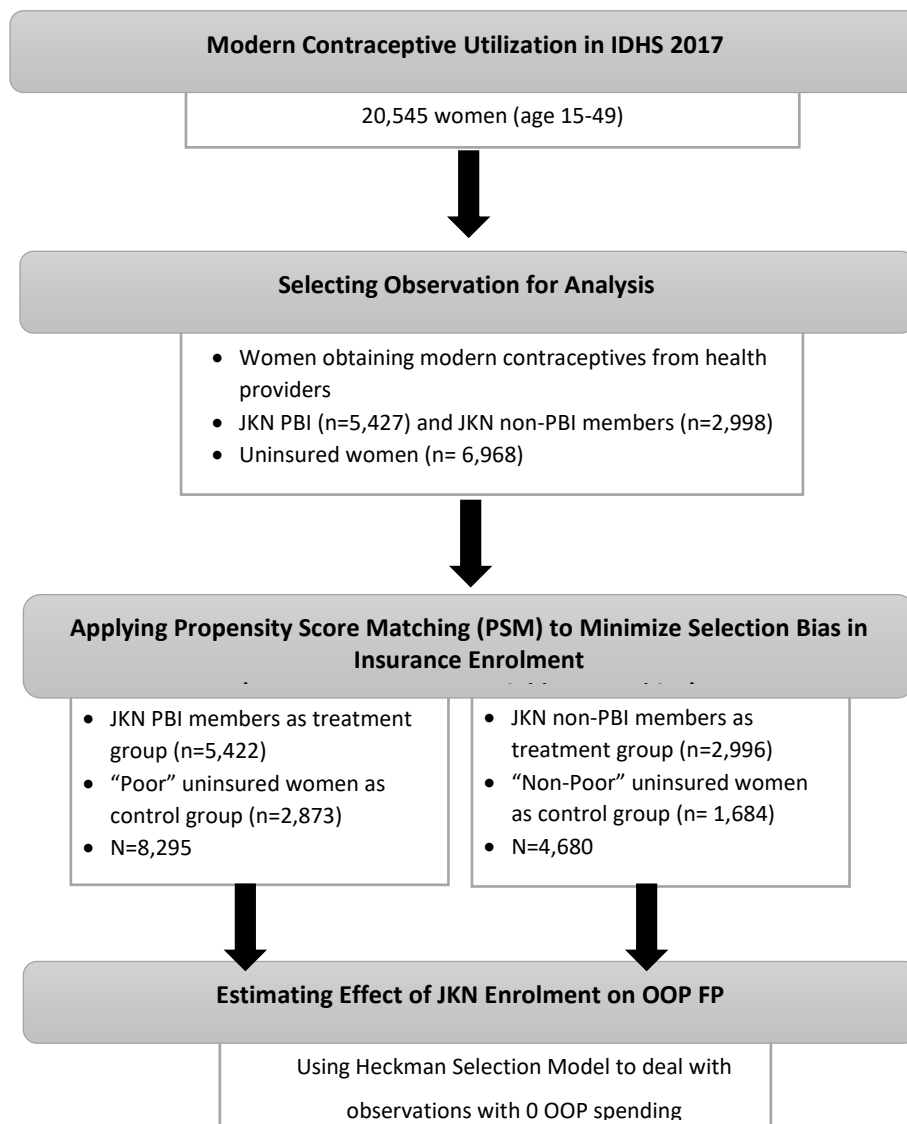 Modern Contraceptive Utilization in IDHS 2017
20,545 women (age 15-49)
Selecting Observation for Analysis
• Women obtaining modern contraceptives from health
providers
• JKN PBI (n=5,427) and JKN non-PBI members (n=2,998)
• Uninsured women (n= 6,968)
Applying Propensity Score Matching (PSM) to Minimize Selection Bias in
Insurance Enrolment
• JKN PBI members as treatment
group (n=5,422)
• “Poor” uninsured women as
control group (n=2,873)
• N=8,295
• JKN non-PBI members as
treatment group (n=2,996)
• “Non-Poor” uninsured women
as control group (n= 1,684)
• N=4,680
Estimating Effect of JKN Enrolment on OOP FP
Using Heckman Selection Model to deal with
observations with 0 OOP spending